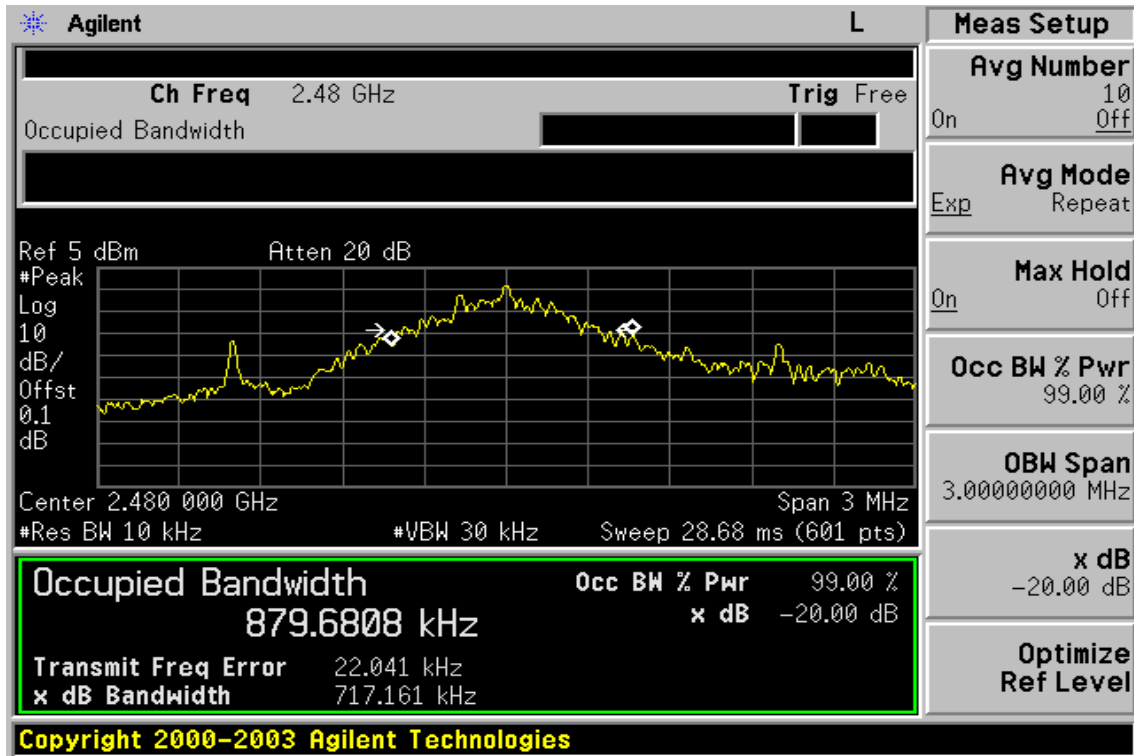 Agilent L
Ch Freq 2.48 GHz Trig Free
Occupied Bandwidth
Ref 5 dBm Atten 20 dB
#Peak
Log
10
dB/
Offst
0.1
dB
Center 2.480 000 GHz Span 3 MHz
#Res BW 10 kHz #VBW 30 kHz Sweep 28.68 ms (601 pts)
Occupied Bandwidth Occ BW % Pwr 99.00 %
879.6808 kHz x dB -20.00 dB
Transmit Freq Error 22.041 kHz
x dB Bandwidth 717.161 kHz
Copyright 2000-2003 Agilent Technologies
Meas Setup
Avg Number
10
On Off
Avg Mode
Exp Repeat
Max Hold
On Off
Occ BW % Pwr
99.00 %
OBW Span
3.00000000 MHz
x dB
-20.00 dB
Optimize
Ref Level